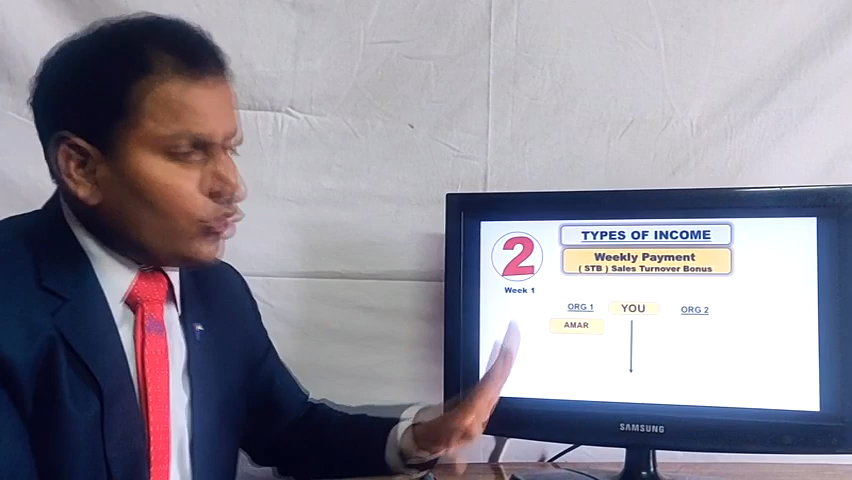 TYPES OF INCOME
2
Weekly Payment
( STB ) Sales Turnover Bonus
Week 1
ORG 1
YOU
ORG 2
AMAR
SAMSUNG